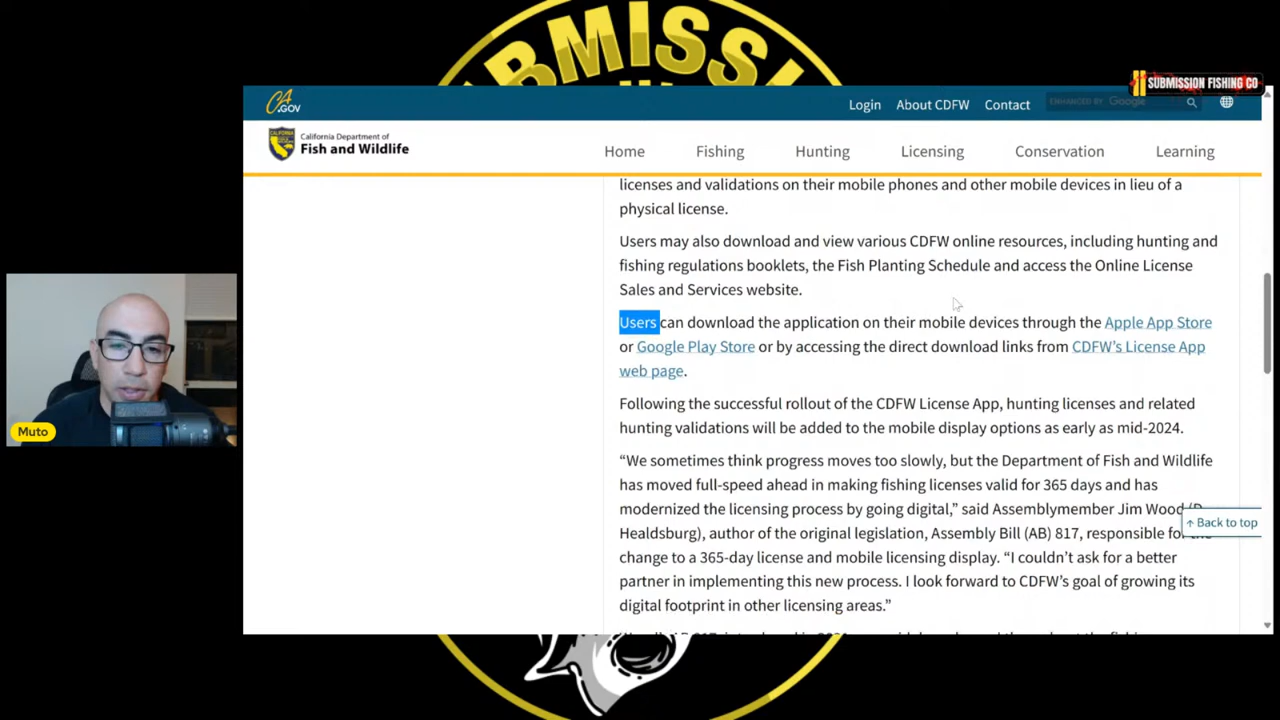 SUBMISSI
SUBMISSION FISHING CO
CA
.GOV
Login About CDFW Contact ENHANCED BY Google
California Department of
Fish and Wildlife
Home Fishing Hunting Licensing Conservation Learning
licenses and validations on their mobile phones and other mobile devices in lieu of a
physical license.
Users may also download and view various CDFW online resources, including hunting and
fishing regulations booklets, the Fish Planting Schedule and access the Online License
Sales and Services website.
Users can download the application on their mobile devices through the Apple App Store
or Google Play Store or by accessing the direct download links from CDFW’s License App
web page.
Following the successful rollout of the CDFW License App, hunting licenses and related
hunting validations will be added to the mobile display options as early as mid-2024.
“We sometimes think progress moves too slowly, but the Department of Fish and Wildlife
has moved full-speed ahead in making fishing licenses valid for 365 days and has
modernized the licensing process by going digital,” said Assemblymember Jim Wood (D
Healdsburg), author of the original legislation, Assembly Bill (AB) 817, responsible for the
change to a 365-day license and mobile licensing display. “I couldn’t ask for a better
partner in implementing this new process. I look forward to CDFW’s goal of growing its
digital footprint in other licensing areas.”
↑ Back to top
Muto